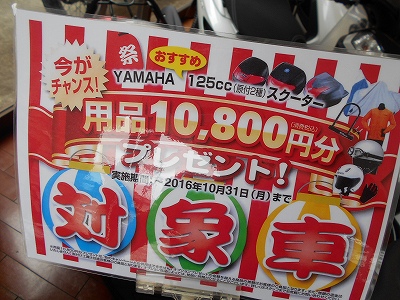 今が
チャンス!
祭
おすすめ
YAMAHA 125cc(原付2種)スクーター
用品10,800円分(消費税込)
プレゼント!
実施期間:~2016年10月31日(月)まで
対象車